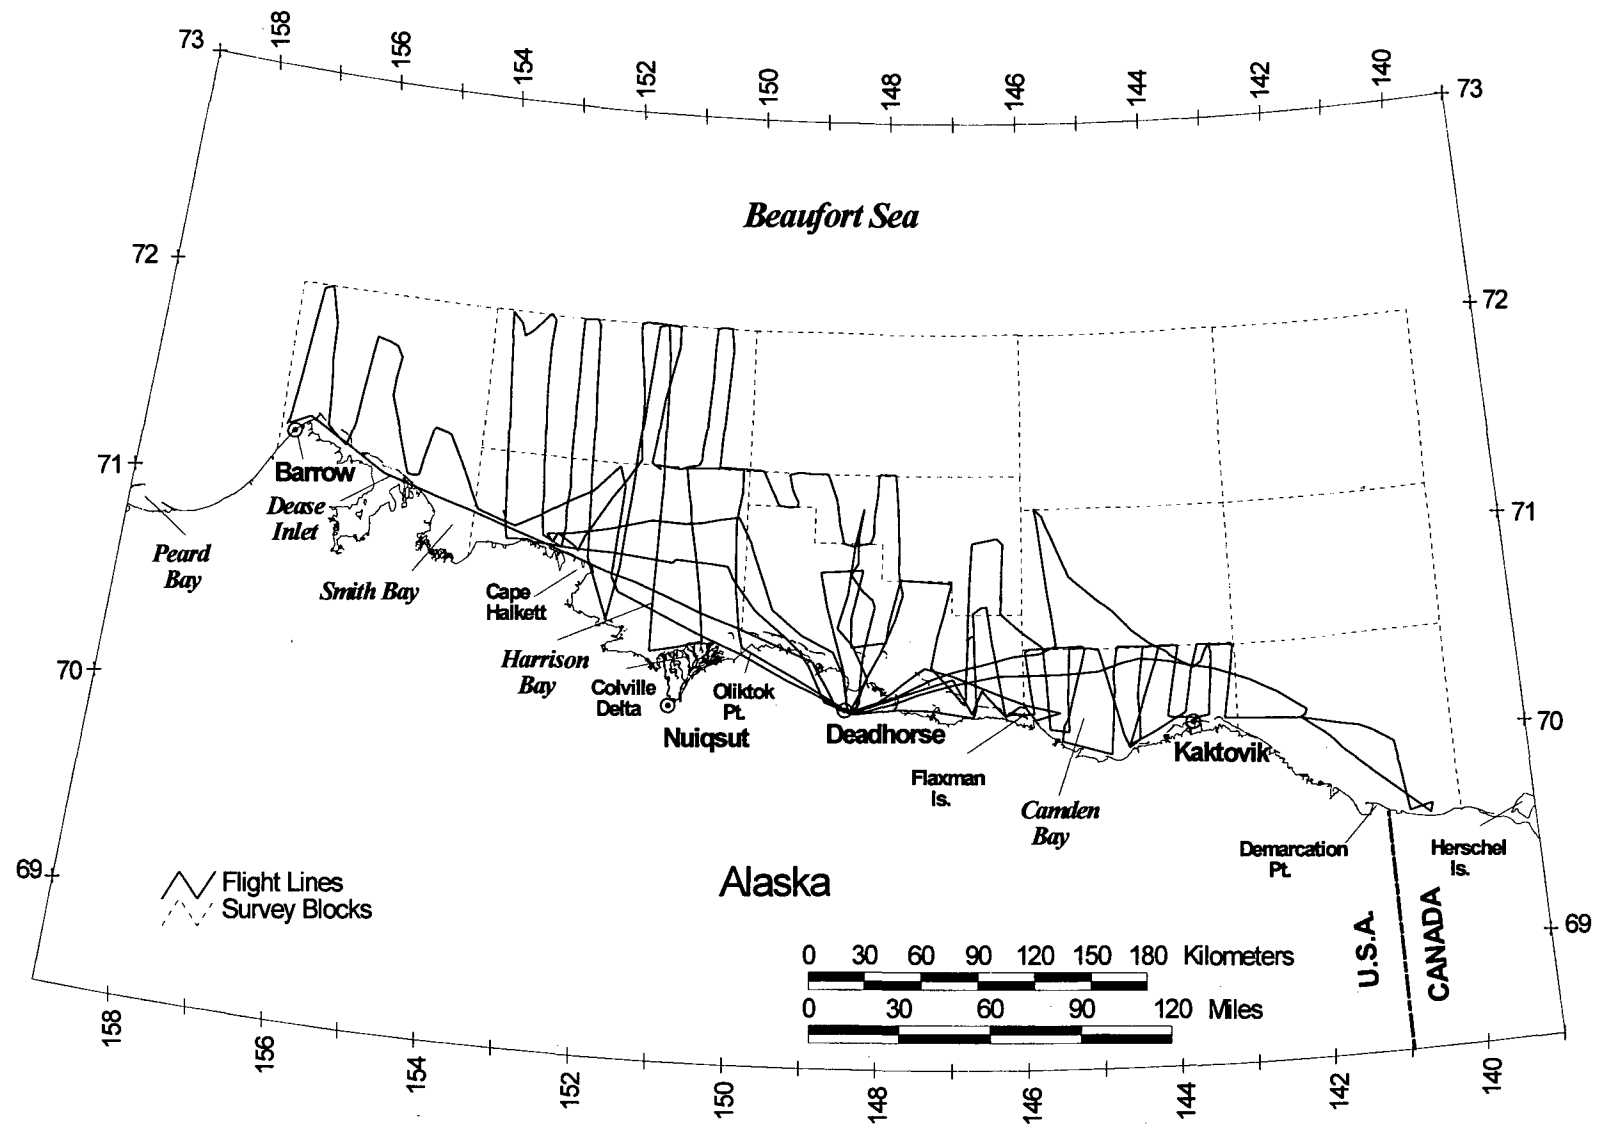 158
156
154
152
150
148
146
144
142
140
73
73
Beaufort Sea
72
72
71
71
Barrow
Dease
Inlet
Peard
Bay
Smith Bay
Cape
Halkett
Harrison
Bay
Colville
Delta
Oliktok
Pt.
Nuiqsut
Deadhorse
Kaktovik
Flaxman
Is.
Camden
Bay
Demarcation
Pt.
Herschel
Is.
70
70
69
69
Flight Lines
Survey Blocks
Alaska
U.S.A.
CANADA
0 30 60 90 120 150 180 Kilometers
0 30 60 90 120 Miles
158
156
154
152
150
148
146
144
142
140